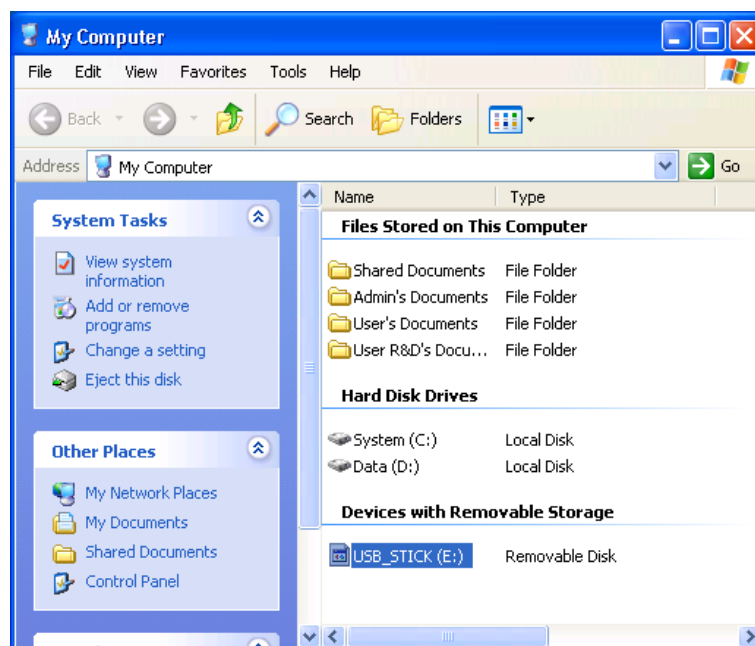 My Computer
File Edit View Favorites Tools Help
Back Search Folders
Address My Computer Go
System Tasks
View system
information
Add or remove
programs
Change a setting
Eject this disk
Other Places
My Network Places
My Documents
Shared Documents
Control Panel
Name Type
Files Stored on This Computer
Shared Documents File Folder
Admin's Documents File Folder
User's Documents File Folder
User R&D's Docu... File Folder
Hard Disk Drives
System (C:) Local Disk
Data (D:) Local Disk
Devices with Removable Storage
USB_STICK (E:) Removable Disk